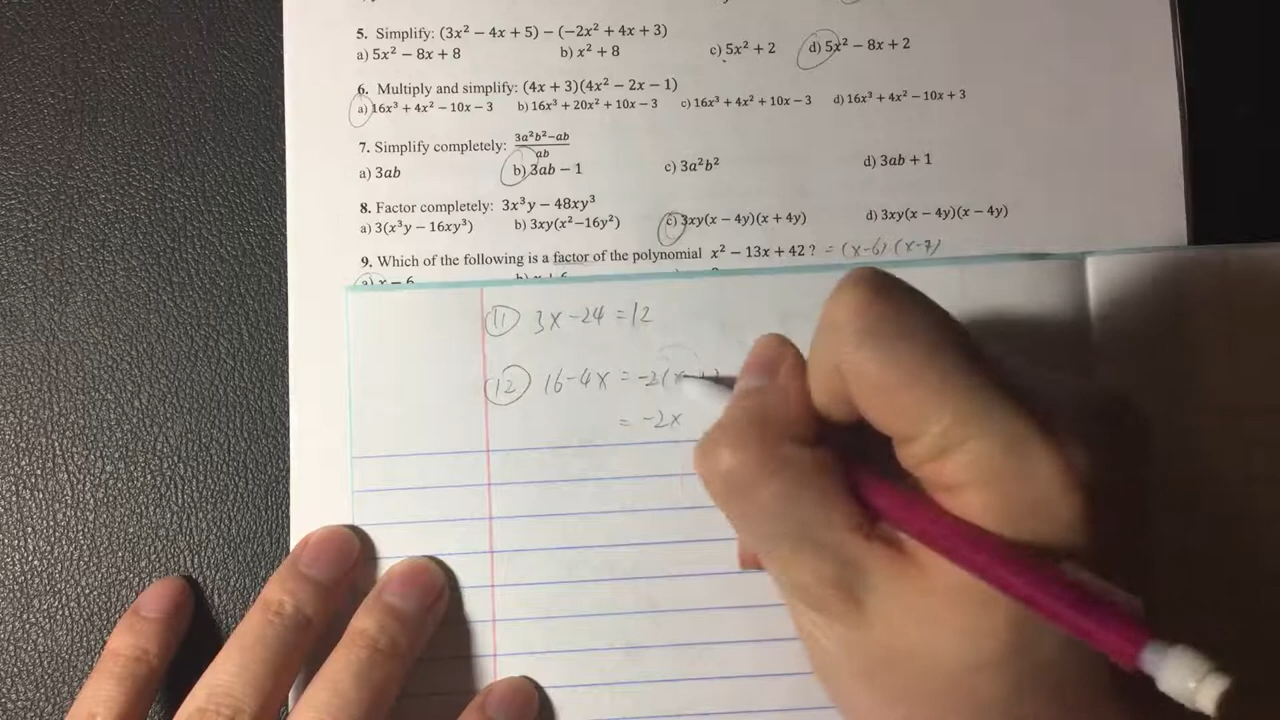 5. Simplify: (3x² − 4x + 5) − (−2x² + 4x + 3)
a) 5x² − 8x + 8 b) x² + 8 c) 5x² + 2 d) 5x² − 8x + 2
6. Multiply and simplify: (4x + 3)(4x² − 2x − 1)
a) 16x³ + 4x² − 10x − 3 b) 16x³ + 20x² + 10x − 3 c) 16x³ + 4x² + 10x − 3 d) 16x³ + 4x² − 10x + 3
7. Simplify completely: 3a²b²−ab / ab
a) 3ab b) 3ab − 1 c) 3a²b² d) 3ab + 1
8. Factor completely: 3x³y − 48xy³
a) 3(x³y − 16xy³) b) 3xy(x²−16y²) c) 3xy(x − 4y)(x + 4y) d) 3xy(x − 4y)(x − 4y)
9. Which of the following is a factor of the polynomial x² − 13x + 42 ? = (x-6) (x-7)
a) x − 6
11 3x-24 =12
12 16-4x = -2(x
= -2x